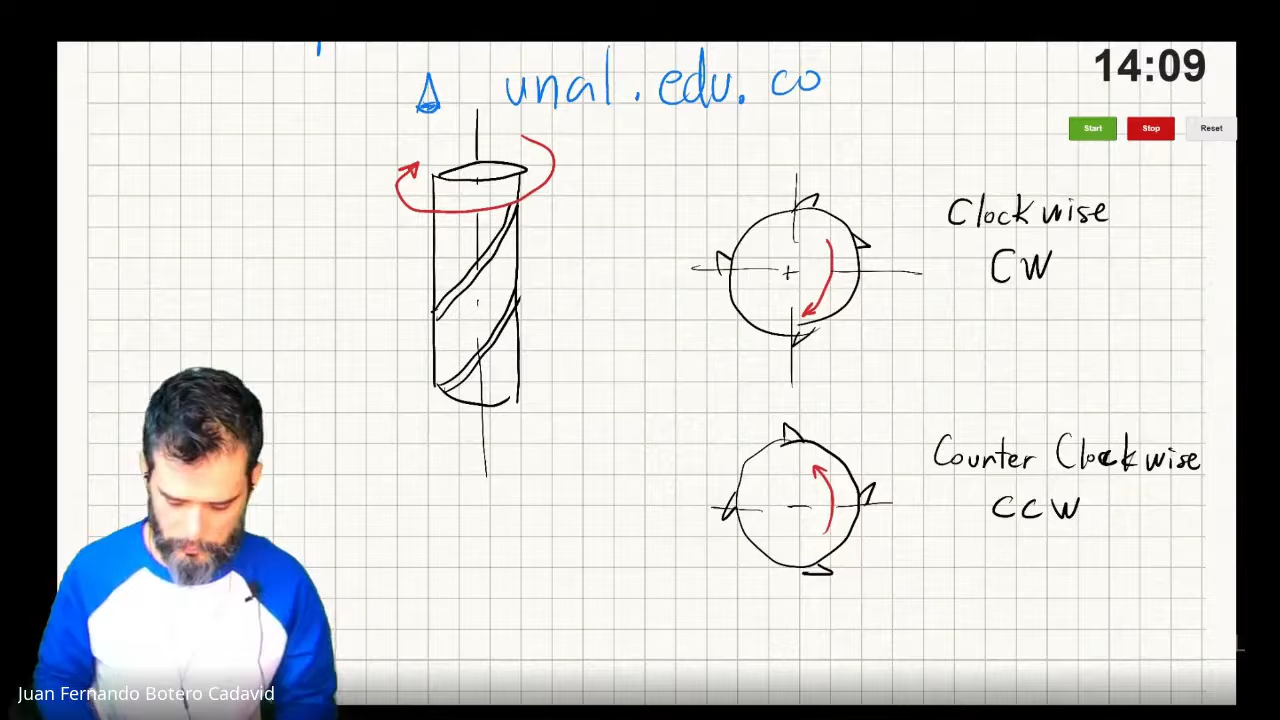 unal.edu.co
14:09
Start Stop Reset
Clockwise
CW
Counter Clockwise
CCW
Juan Fernando Botero Cadavid